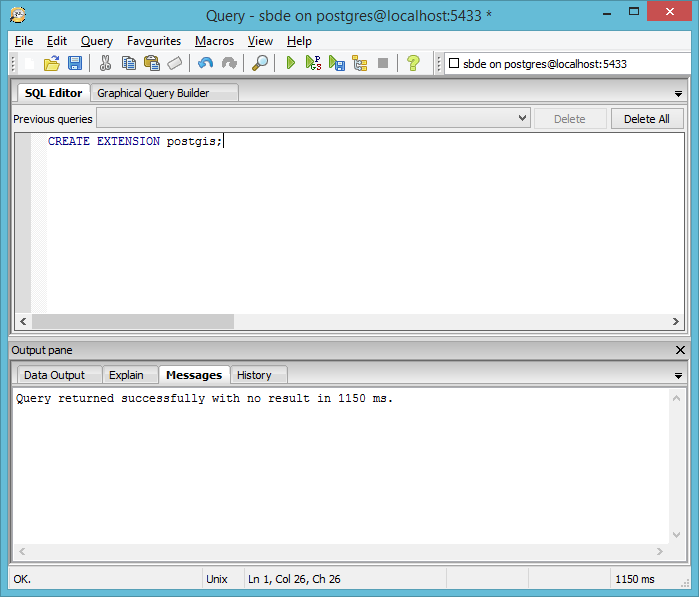 Query - sbde on postgres@localhost:5433 *
File Edit Query Favourites Macros View Help
sbde on postgres@localhost:5433
SQL Editor Graphical Query Builder
Previous queries Delete Delete All
CREATE EXTENSION postgis;
Output pane
Data Output Explain Messages History
Query returned successfully with no result in 1150 ms.
OK. Unix Ln 1, Col 26, Ch 26 1150 ms